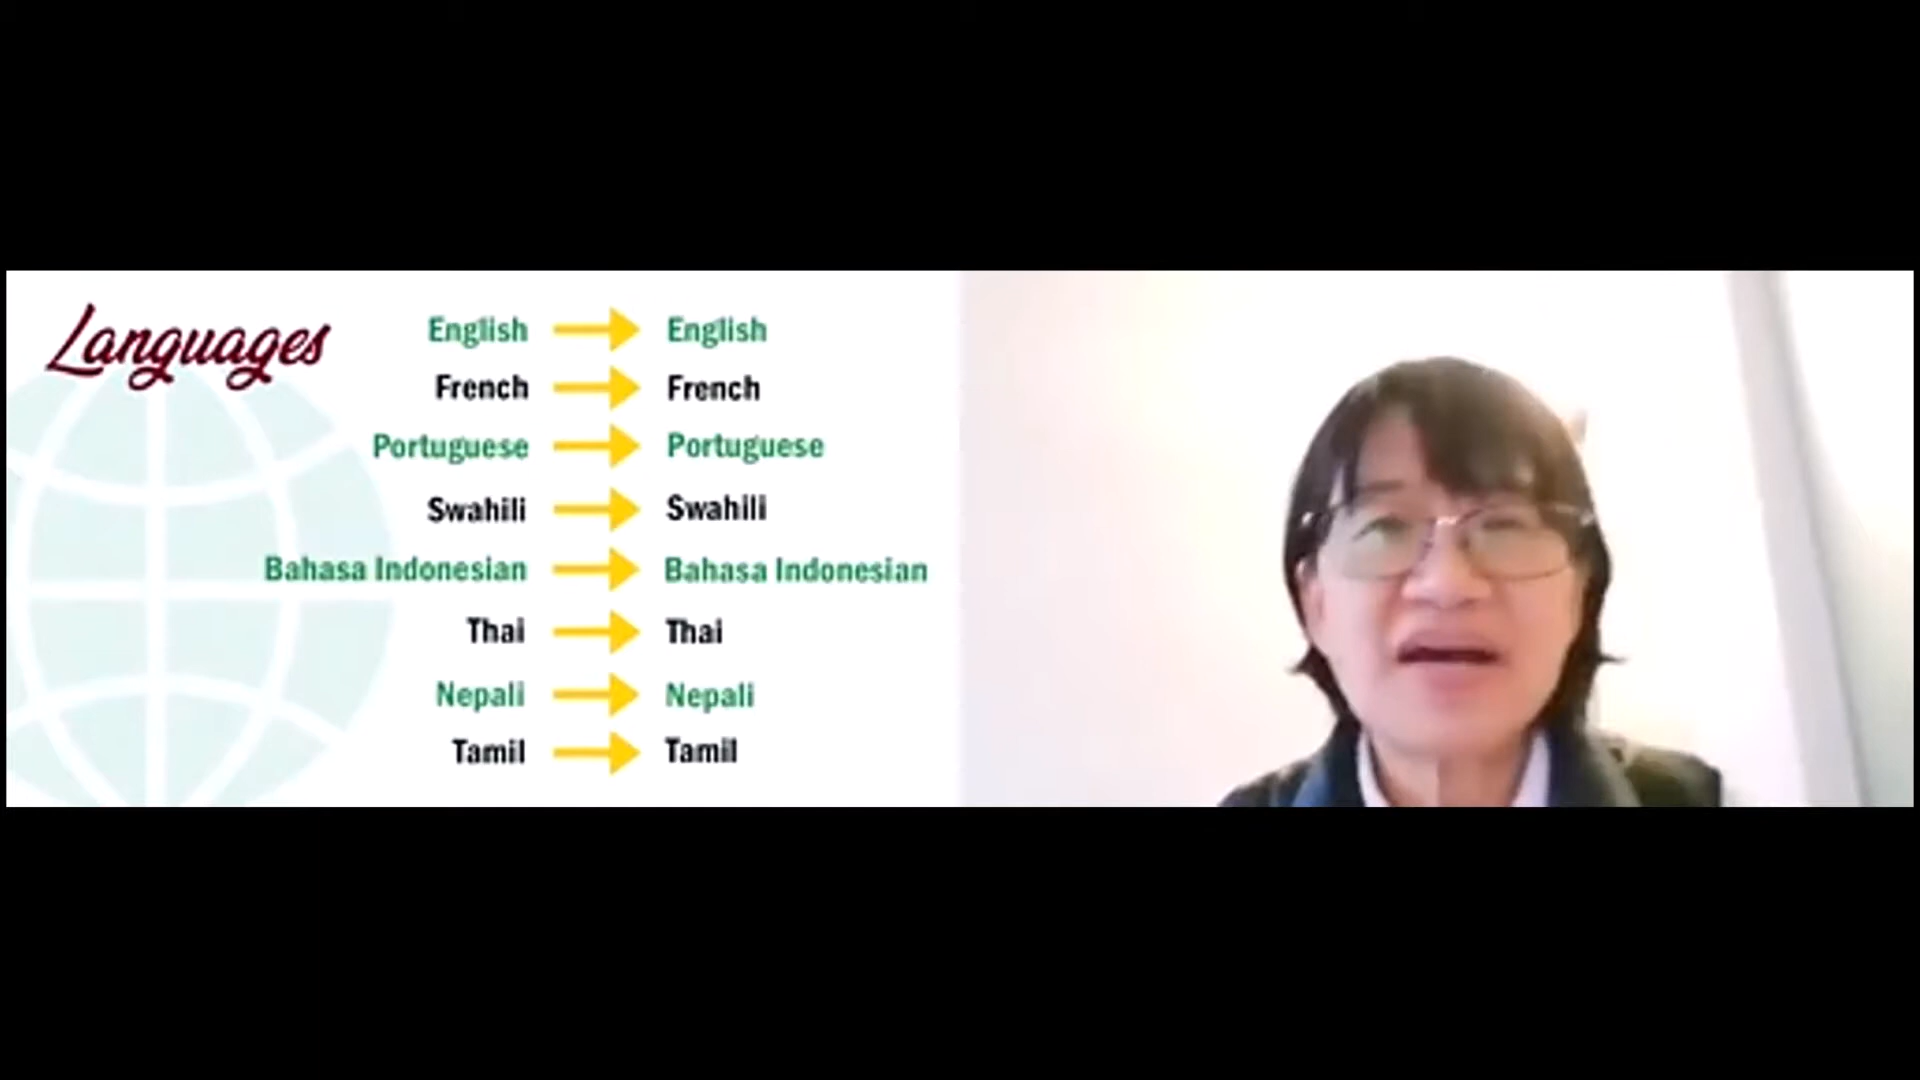 Languages
English → English
French → French
Portuguese → Portuguese
Swahili → Swahili
Bahasa Indonesian → Bahasa Indonesian
Thai → Thai
Nepali → Nepali
Tamil → Tamil